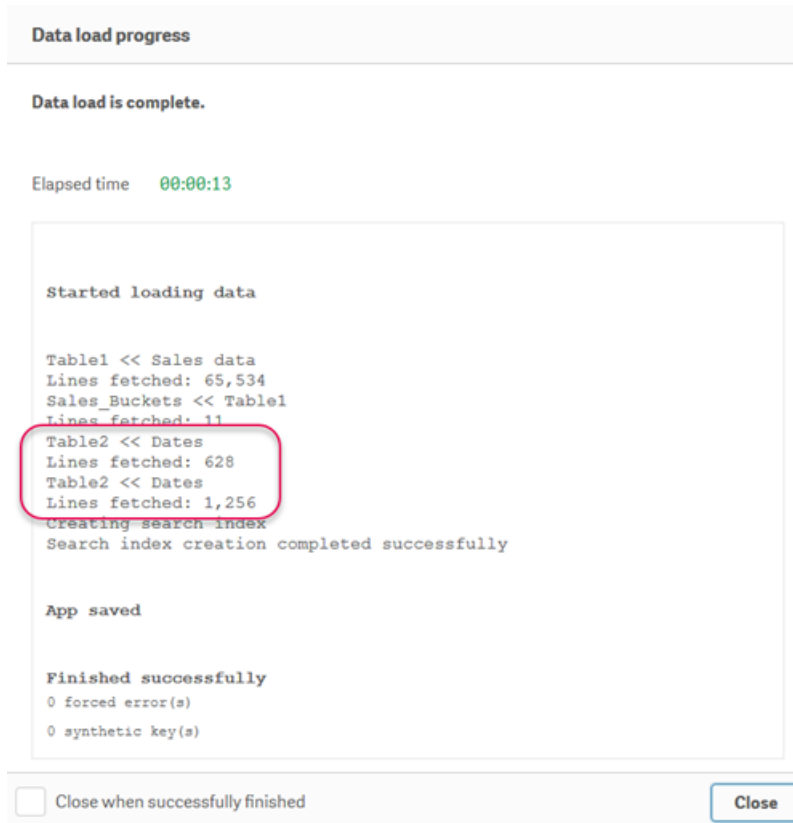 Data load progress
Data load is complete.
Elapsed time 00:00:13
Started loading data
Table1 << Sales data
Lines fetched: 65,534
Sales_Buckets << Table1
Lines fetched: 11
Table2 << Dates
Lines fetched: 628
Table2 << Dates
Lines fetched: 1,256
Creating search index
Search index creation completed successfully
App saved
Finished successfully
0 forced error(s)
0 synthetic key(s)
Close when successfully finished
Close